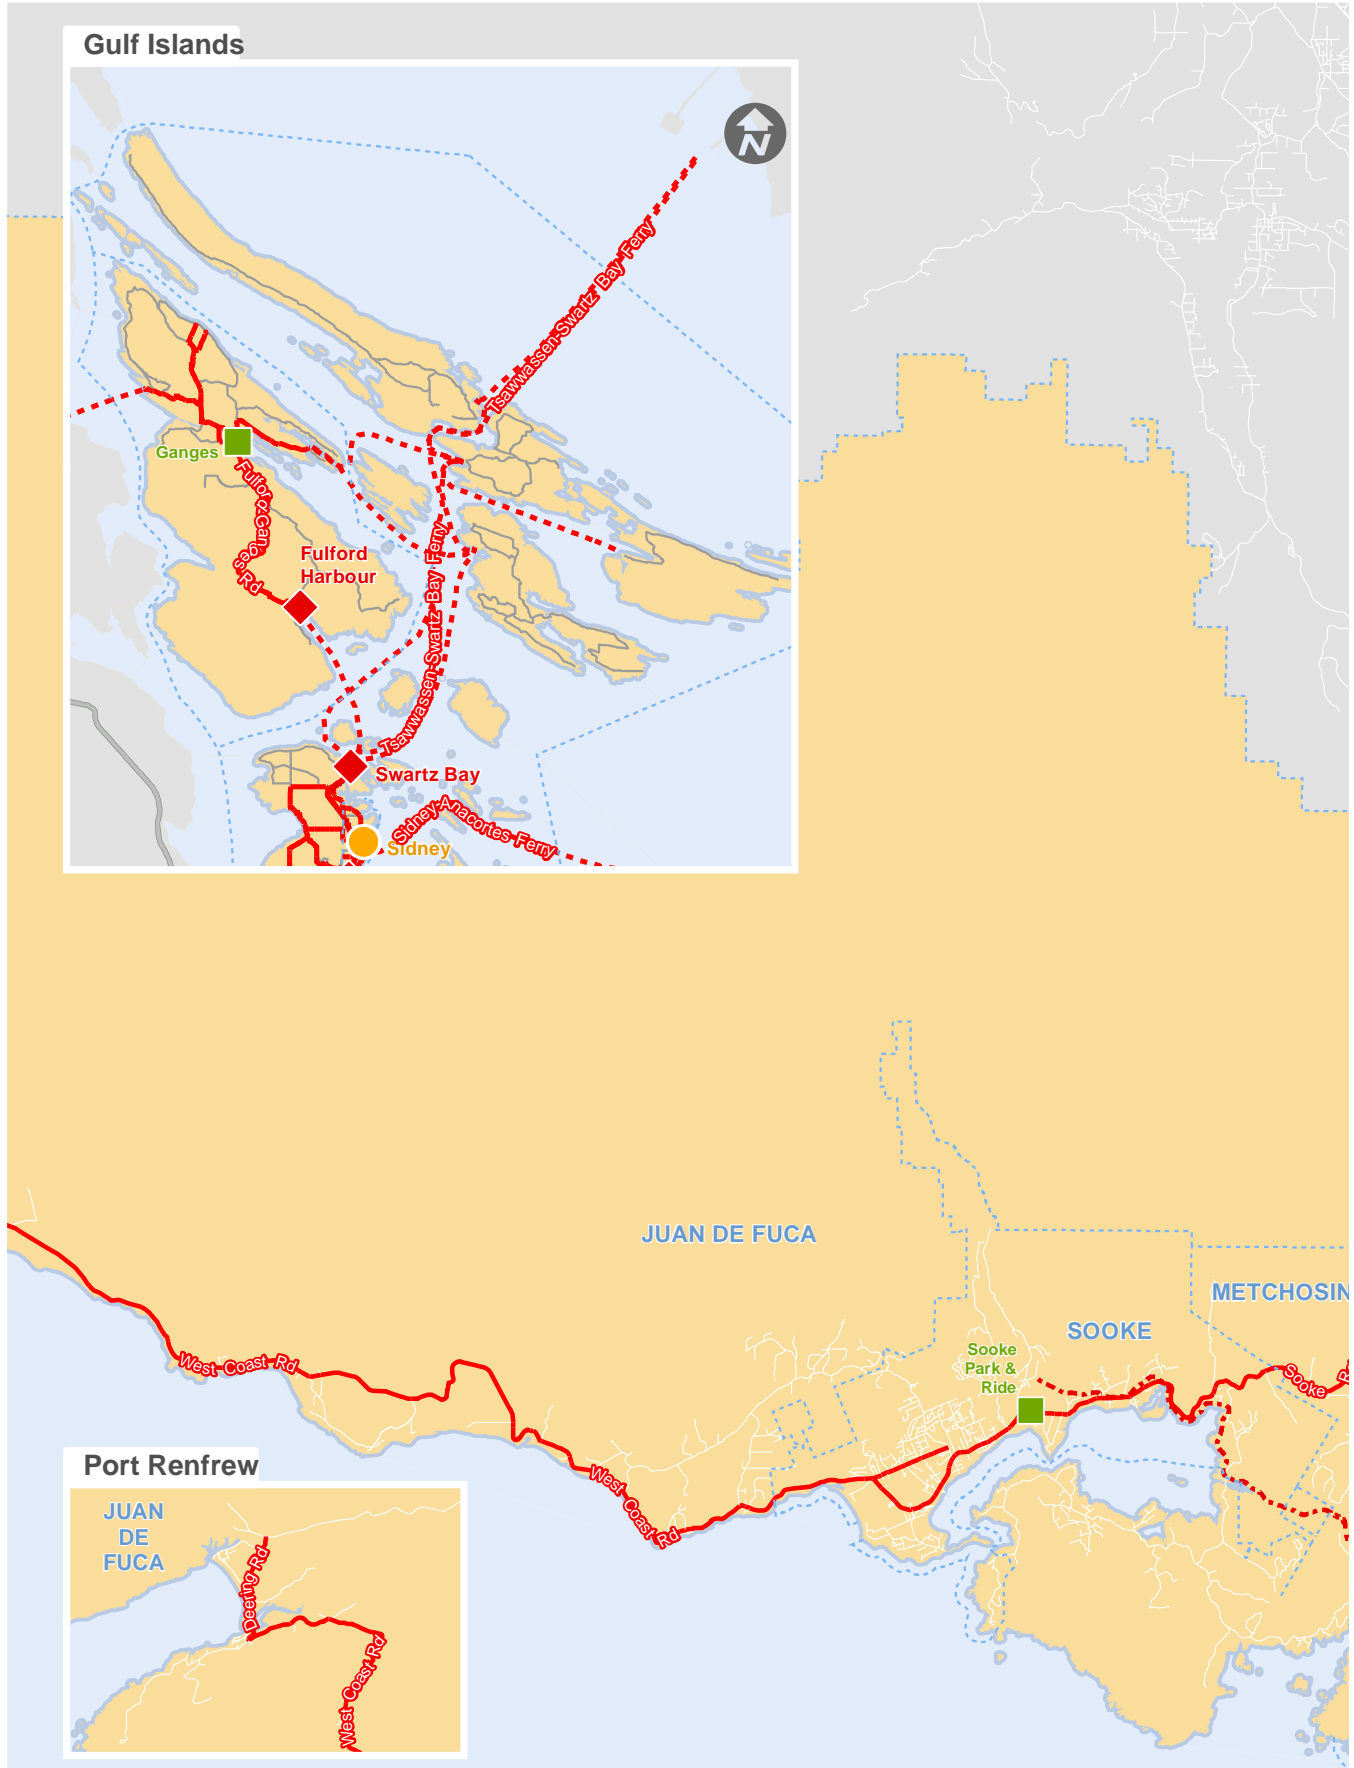 Gulf Islands
N
Tsawwassen-Swartz Bay Ferry
Ganges
Fulford-Ganges Rd
Fulford
Harbour
Tsawwassen-Swartz Bay Ferry
Swartz Bay
Sidney-Anacortes Ferry
Sidney
JUAN DE FUCA
METCHOSIN
SOOKE
Sooke
Park &
Ride
Sooke R
West Coast Rd
West Coast Rd
Port Renfrew
JUAN
DE
FUCA
Deering Rd
West Coast Rd